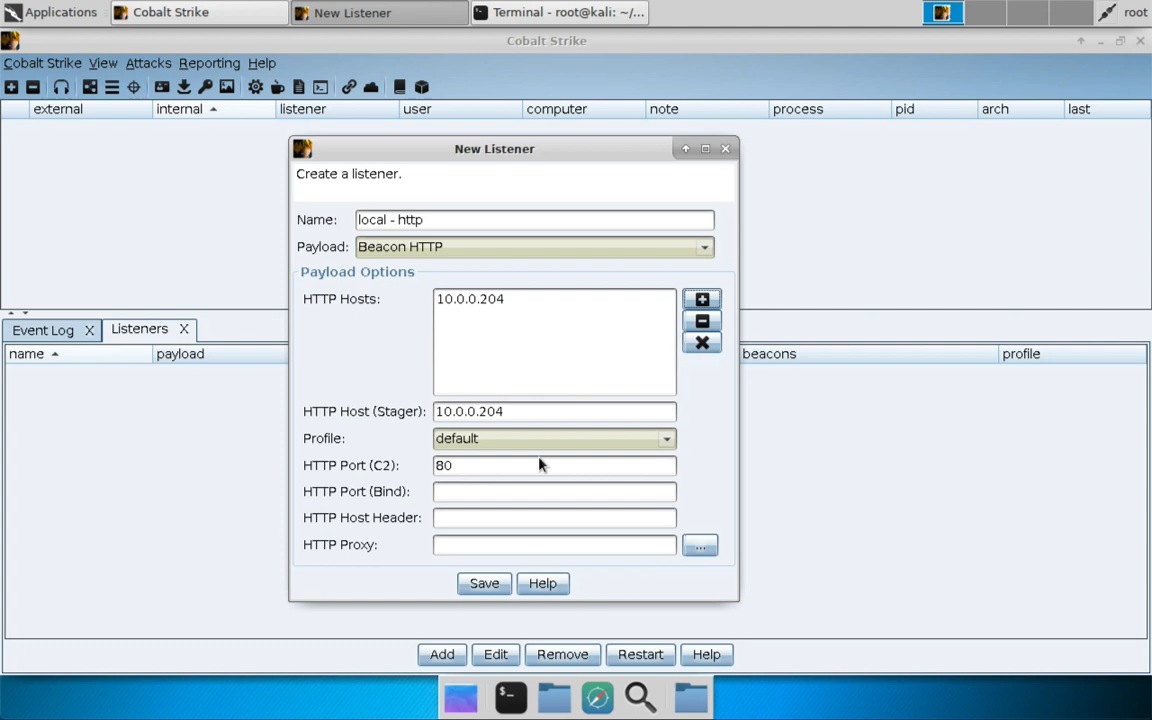 Applications
Cobalt Strike
New Listener
Terminal - root@kali: ~/...
root
Cobalt Strike
Cobalt Strike View Attacks Reporting Help
external internal listener user computer note process pid arch last
New Listener
Create a listener.
Name: local - http
Payload: Beacon HTTP
Payload Options
HTTP Hosts: 10.0.0.204
HTTP Host (Stager): 10.0.0.204
Profile: default
HTTP Port (C2): 80
HTTP Port (Bind):
HTTP Host Header:
HTTP Proxy: ...
Save Help
Event Log X Listeners X
name payload beacons profile
Add Edit Remove Restart Help